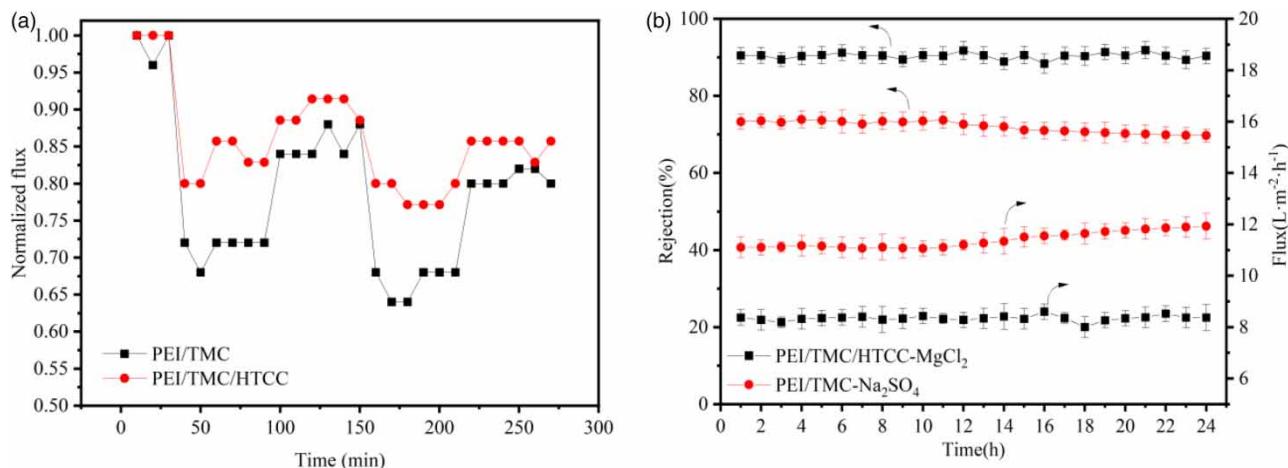 (a)
1.00
0.95
0.90
0.85
0.80
0.75
0.70
0.65
0.60
0.55
0.50
Normalized flux
PEI/TMC
PEI/TMC/HTCC
0 50 100 150 200 250 300
Time (min)
(b)
100
80
60
40
20
0
Rejection(%)
20
18
16
14
12
10
8
6
Flux(L·m⁻²·h⁻¹)
PEI/TMC/HTCC-MgCl₂
PEI/TMC-Na₂SO₄
0 2 4 6 8 10 12 14 16 18 20 22 24
Time(h)